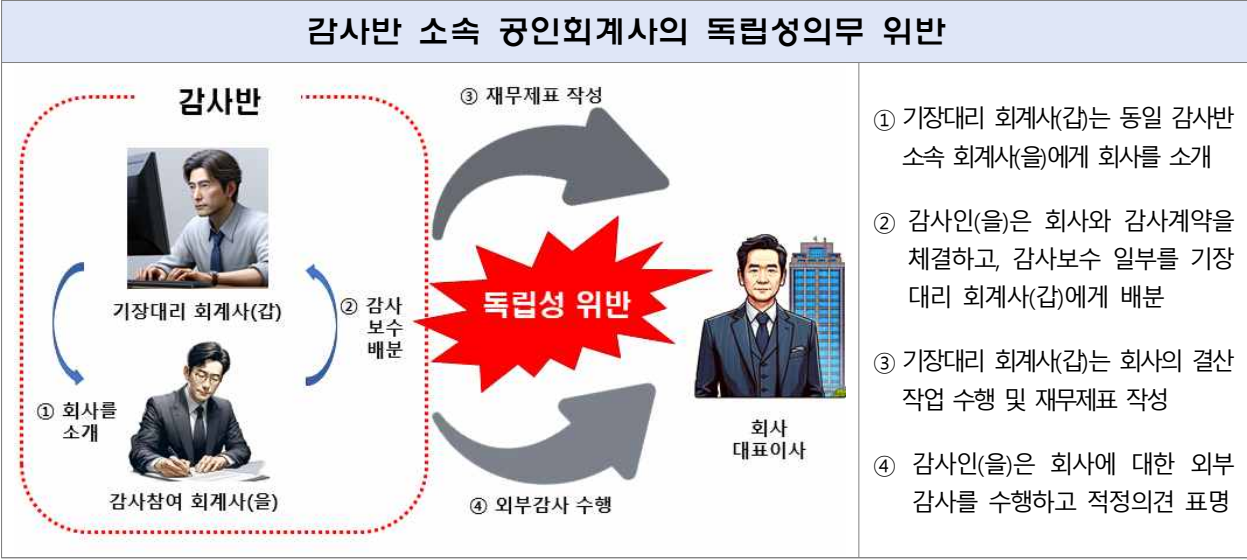 감사반 소속 공인회계사의 독립성의무 위반
감사반
기장대리 회계사(갑)
① 회사를
소개
② 감사
보수
배분
감사참여 회계사(을)
③ 재무제표 작성
독립성 위반
④ 외부감사 수행
회사
대표이사
① 기장대리 회계사(갑)는 동일 감사반
소속 회계사(을)에게 회사를 소개
② 감사인(을)은 회사와 감사계약을
체결하고, 감사보수 일부를 기장
대리 회계사(갑)에게 배분
③ 기장대리 회계사(갑)는 회사의 결산
작업 수행 및 재무제표 작성
④ 감사인(을)은 회사에 대한 외부
감사를 수행하고 적정의견 표명